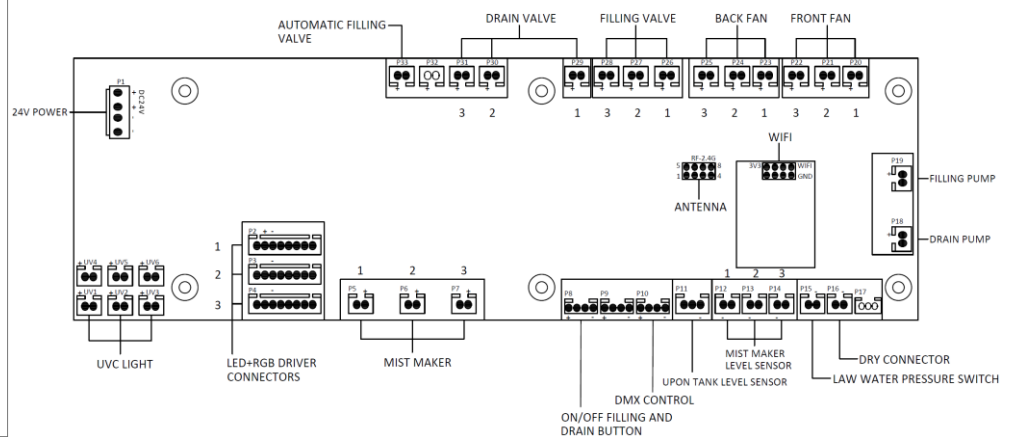 DRAIN VALVE
FILLING VALVE
BACK FAN
FRONT FAN
AUTOMATIC FILLING
VALVE
P33 P32 P31 P30 P29 P28 P27 P26 P25 P24 P23 P22 P21 P20
+ + + + + + + + + + + + + +
3 2 1 3 2 1 3 2 1 3 2 1
P1
+
+
-
-
DC24V
24V POWER
WIFI
RF-2.4G
5 8
1 4
3V3 WIFI
GND
ANTENNA
P19
+
FILLING PUMP
P18
+
DRAIN PUMP
P2 + -
1
P3 -
2
P4 -
3
+UV4 +UV5 UV6
+UV1 +UV2 +UV3
1 2 3
P5 + P6 + P7 +
P8 P9 P10 P11
+ - + - + - -
1 2 3
P12 P13 P14
- - -
P15 - P16 - P17
UVC LIGHT
LED+RGB DRIVER
CONNECTORS
MIST MAKER
MIST MAKER
LEVEL SENSOR
DRY CONNECTOR
UPON TANK LEVEL SENSOR
LAW WATER PRESSURE SWITCH
DMX CONTROL
ON/OFF FILLING AND
DRAIN BUTTON